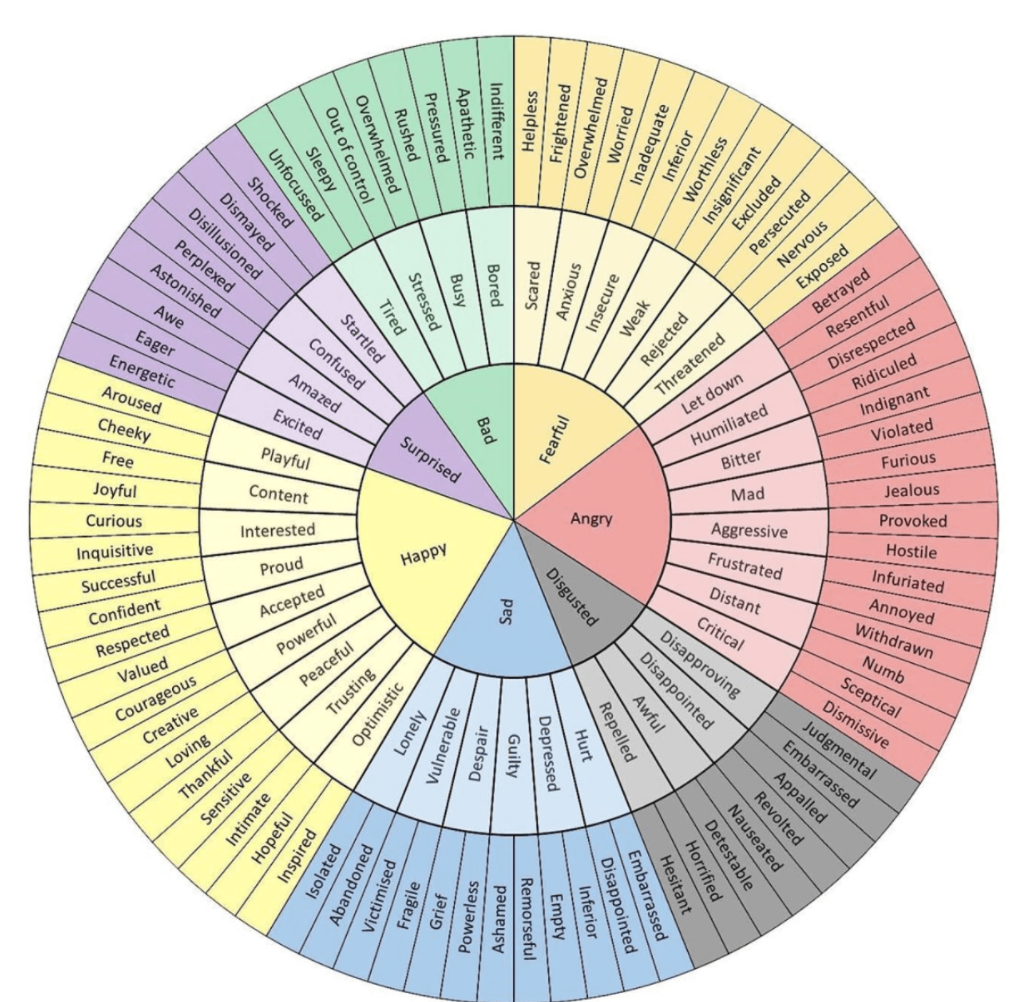 Fearful
Angry
Disgusted
Sad
Happy
Surprised
Bad
Scared
Anxious
Insecure
Weak
Rejected
Threatened
Let down
Humiliated
Bitter
Mad
Aggressive
Frustrated
Distant
Critical
Disapproving
Disappointed
Awful
Repelled
Hurt
Depressed
Guilty
Despair
Vulnerable
Lonely
Optimistic
Trusting
Peaceful
Powerful
Accepted
Proud
Interested
Content
Playful
Excited
Amazed
Confused
Startled
Tired
Stressed
Busy
Bored
Helpless
Frightened
Overwhelmed
Worried
Inadequate
Inferior
Worthless
Insignificant
Excluded
Persecuted
Nervous
Exposed
Betrayed
Resentful
Disrespected
Ridiculed
Indignant
Violated
Furious
Jealous
Provoked
Hostile
Infuriated
Annoyed
Withdrawn
Numb
Sceptical
Dismissive
Judgmental
Embarrassed
Appalled
Revolted
Nauseated
Detestable
Horrified
Hesitant
Embarrassed
Disappointed
Inferior
Empty
Remorseful
Ashamed
Powerless
Grief
Fragile
Victimised
Abandoned
Isolated
Inspired
Hopeful
Intimate
Sensitive
Thankful
Loving
Creative
Courageous
Valued
Respected
Confident
Successful
Inquisitive
Curious
Joyful
Free
Cheeky
Aroused
Energetic
Eager
Awe
Astonished
Perplexed
Disillusioned
Dismayed
Shocked
Unfocussed
Sleepy
Out of control
Overwhelmed
Rushed
Pressured
Apathetic
Indifferent